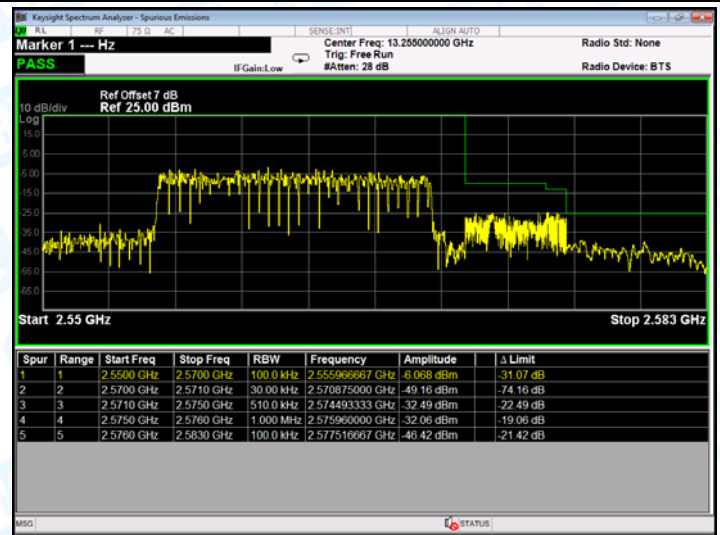 Keysight Spectrum Analyzer - Spurious Emissions
RL RF 75 Ω AC SENSE:INT ALIGN AUTO
Marker 1 --- Hz Center Freq: 13.255000000 GHz Radio Std: None
Trig: Free Run
PASS IFGain:Low #Atten: 28 dB Radio Device: BTS
Ref Offset 7 dB
10 dB/div Ref 25.00 dBm
Log
15.0
5.00
-5.00
-15.0
-25.0
-35.0
-45.0
-55.0
-65.0
Start 2.55 GHz Stop 2.583 GHz
Spur Range Start Freq Stop Freq RBW Frequency Amplitude Δ Limit
1 1 2.5500 GHz 2.5700 GHz 100.0 kHz 2.555966667 GHz -6.068 dBm -31.07 dB
2 2 2.5700 GHz 2.5710 GHz 30.00 kHz 2.570875000 GHz -49.16 dBm -74.16 dB
3 3 2.5710 GHz 2.5750 GHz 510.0 kHz 2.574493333 GHz -32.49 dBm -22.49 dB
4 4 2.5750 GHz 2.5760 GHz 1.000 MHz 2.575960000 GHz -32.06 dBm -19.06 dB
5 5 2.5760 GHz 2.5830 GHz 100.0 kHz 2.577516667 GHz -46.42 dBm -21.42 dB
MSG STATUS